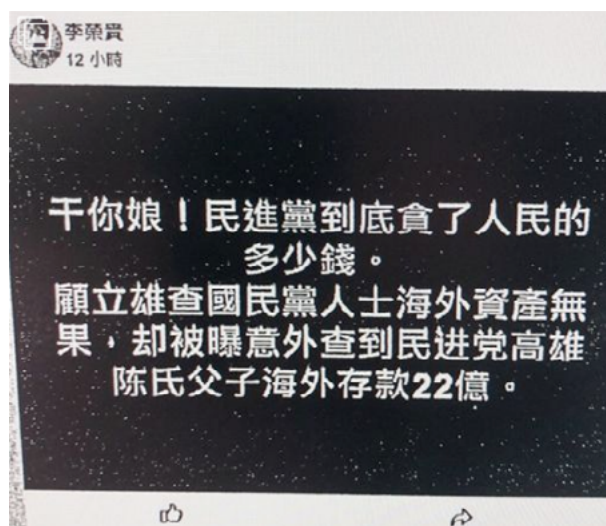 李榮貴
12 小時
干你娘！民進黨到底貪了人民的
多少錢。
顧立雄查國民黨人士海外資產無
果，却被曝意外查到民进党高雄
陈氏父子海外存款22億。